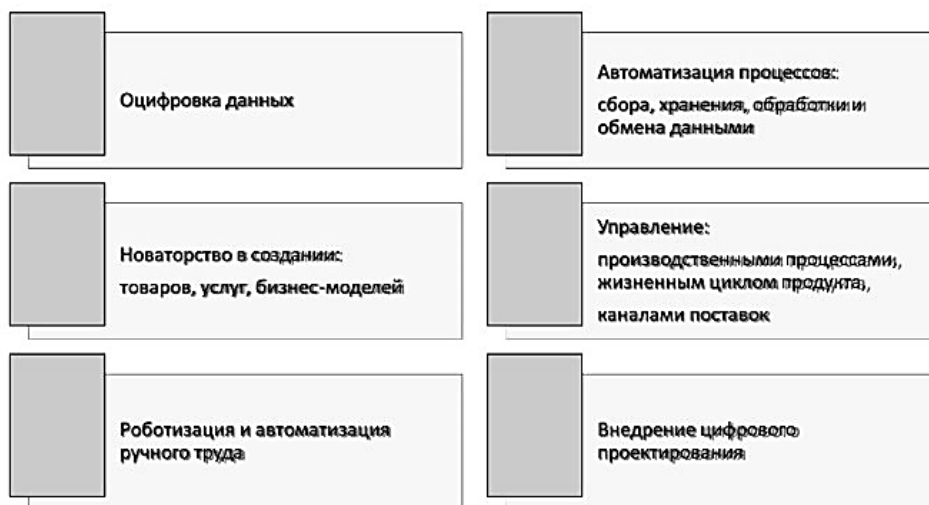 Оцифровка данных
Автоматизация процессов:
сбора, хранения, обработки и
обмена данными
Новаторство в создании:
товаров, услуг, бизнес-моделей
Управление:
производственными процессами,
жизненным циклом продукта,
каналами поставок
Роботизация и автоматизация
ручного труда
Внедрение цифрового
проектирования